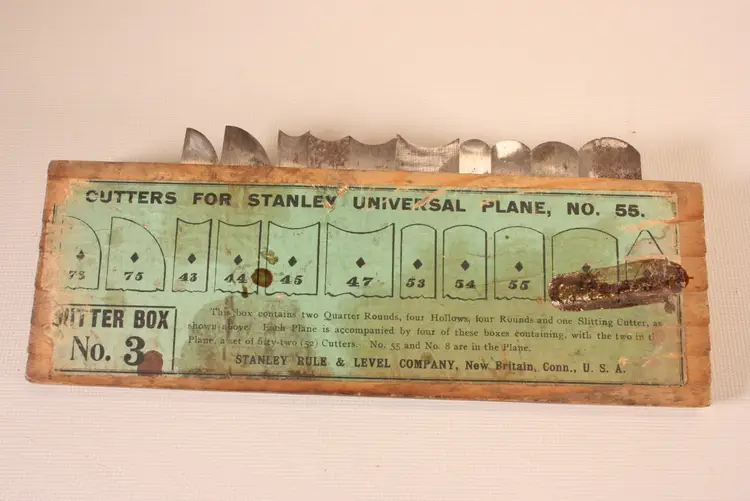 CUTTERS FOR STANLEY UNIVERSAL PLANE, NO. 55.
73 75 43 44 45 47 53 54 55
CUTTER BOX
No. 3
This box contains two Quarter Rounds, four Hollows, four Rounds and one Slitting Cutter, as
shown above. Each Plane is accompanied by four of these boxes containing, with the two in the
Plane, a set of fifty-two (52) Cutters. No. 55 and No. 8 are in the Plane.
STANLEY RULE & LEVEL COMPANY, New Britain, Conn., U. S. A.